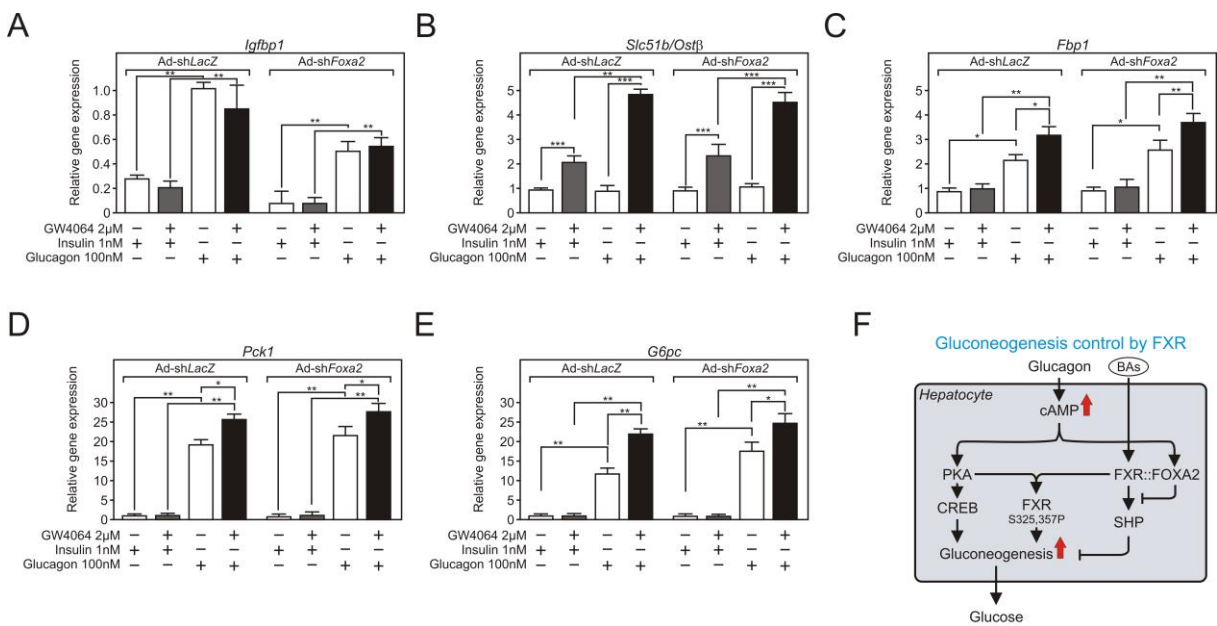 A
Igfbp1
Ad-shLacZ Ad-shFoxa2
Relative gene expression
1.0
0.8
0.6
0.4
0.2
0
** ** ** **
GW4064 2µM − + − + − + − +
Insulin 1nM + + − − + + − −
Glucagon 100nM − − + + − − + +
B
Slc51b/Ostβ
Ad-shLacZ Ad-shFoxa2
Relative gene expression
5
4
3
2
1
0
*** ** *** *** *** ***
GW4064 2µM − + − + − + − +
Insulin 1nM + + − − + + − −
Glucagon 100nM − − + + − − + +
C
Fbp1
Ad-shLacZ Ad-shFoxa2
Relative gene expression
5
4
3
2
1
0
* ** * * ** **
GW4064 2µM − + − + − + − +
Insulin 1nM + + − − + + − −
Glucagon 100nM − − + + − − + +
D
Pck1
Ad-shLacZ Ad-shFoxa2
Relative gene expression
30
25
20
15
10
5
0
** ** * ** ** *
GW4064 2µM − + − + − + − +
Insulin 1nM + + − − + + − −
Glucagon 100nM − − + + − − + +
E
G6pc
Ad-shLacZ Ad-shFoxa2
Relative gene expression
30
25
20
15
10
5
0
** ** ** ** ** *
GW4064 2µM − + − + − + − +
Insulin 1nM + + − − + + − −
Glucagon 100nM − − + + − − + +
F
Gluconeogenesis control by FXR
Glucagon BAs
Hepatocyte
cAMP
PKA FXR::FOXA2
CREB FXR SHP
S325,357P
Gluconeogenesis
Glucose